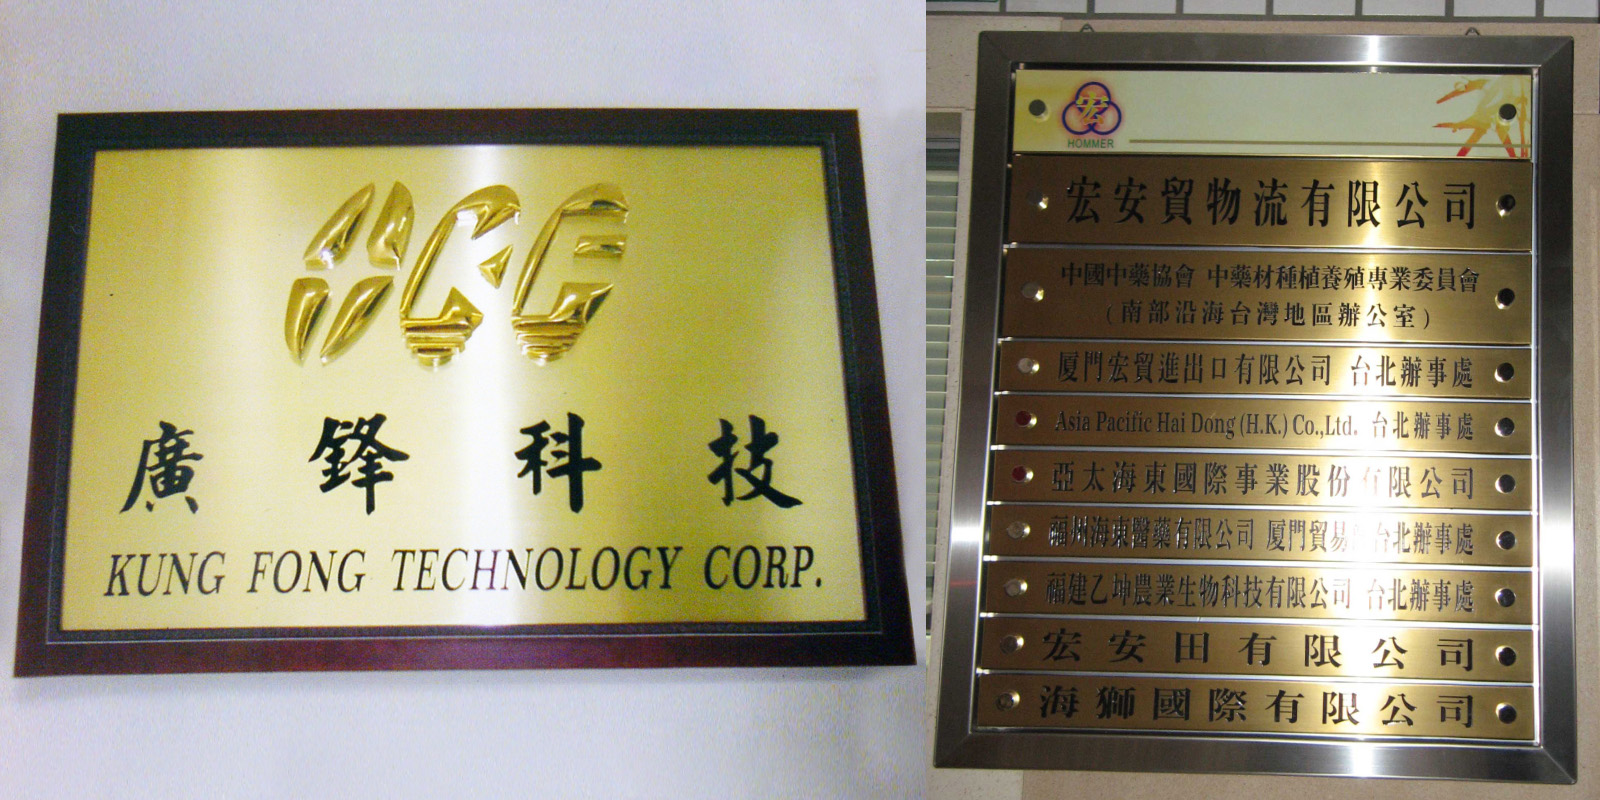 廣鋒科技
KUNG FONG TECHNOLOGY CORP.
宏
HOMMER
宏安貿物流有限公司
中國中藥協會 中藥材種植養殖專業委員會
(南部沿海台灣地區辦公室)
厦門宏貿進出口有限公司 台北辦事處
Asia Pacific Hai Dong (H.K.) Co.,Ltd. 台北辦事處
亞太海東國際事業股份有限公司
福州海東醫藥有限公司 厦門貿易 台北辦事處
福建乙坤農業生物科技有限公司 台北辦事處
宏安田有限公司
海獅國際有限公司